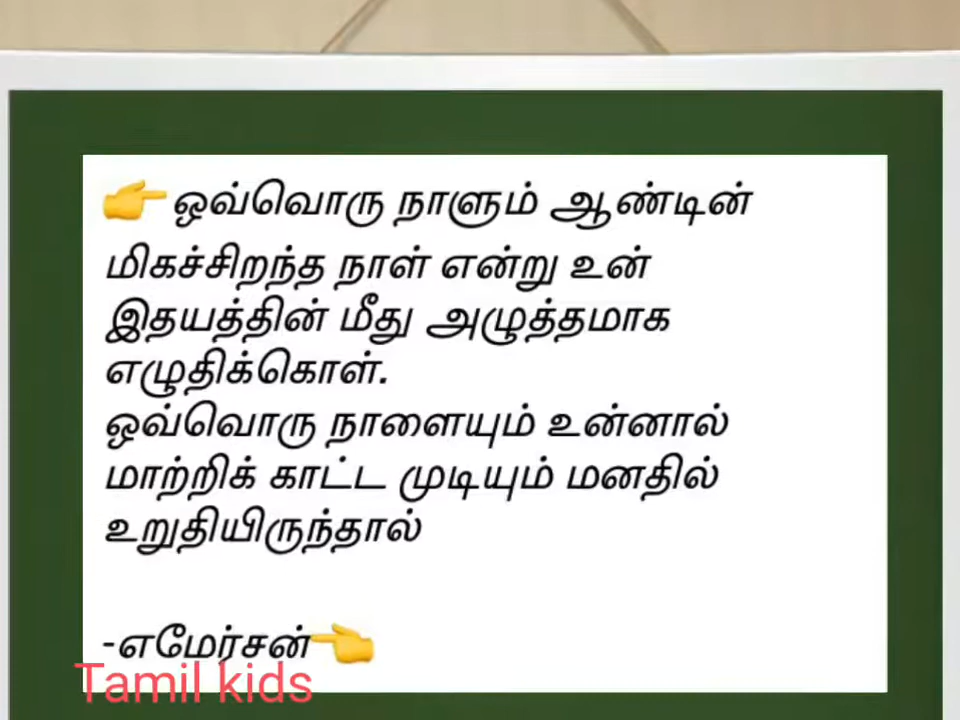 👉ஒவ்வொரு நாளும் ஆண்டின்
மிகச்சிறந்த நாள் என்று உன்
இதயத்தின் மீது அழுத்தமாக
எழுதிக்கொள்.
ஒவ்வொரு நாளையும் உன்னால்
மாற்றிக் காட்ட முடியும் மனதில்
உறுதியிருந்தால்
-எமேர்சன்👈
Tamil kids